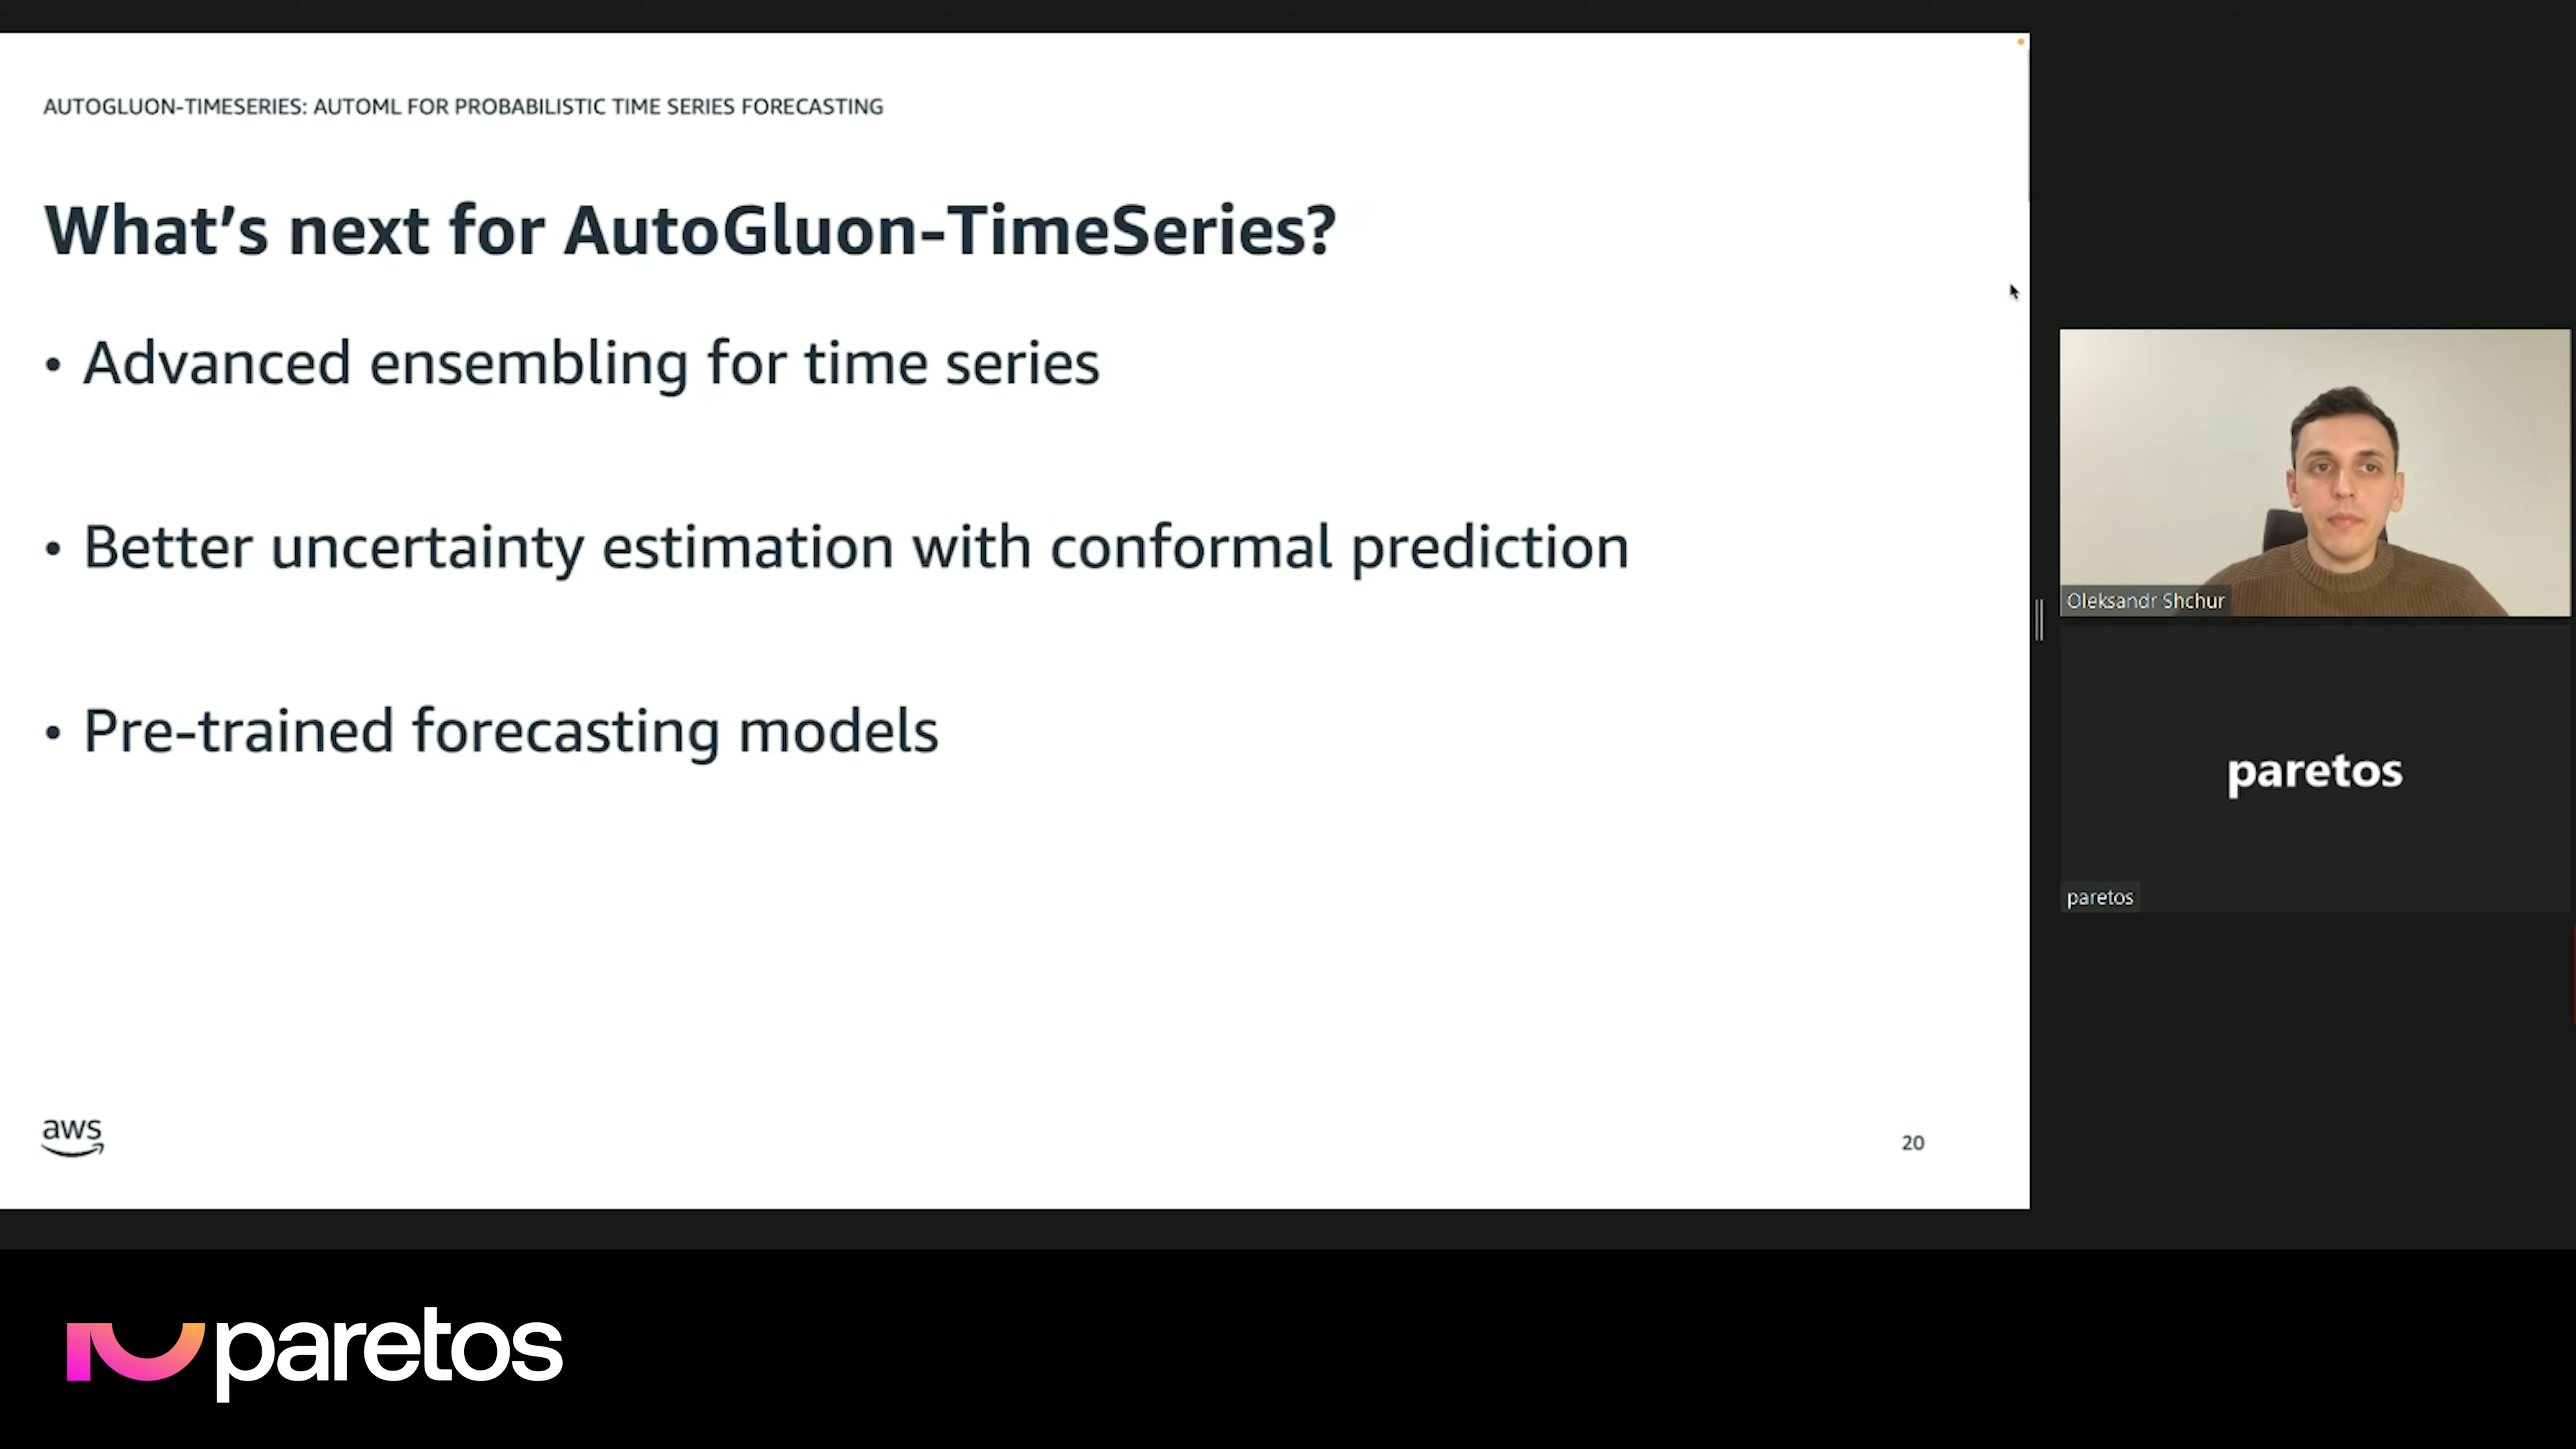 AUTOGLUON-TIMESERIES: AUTOML FOR PROBABILISTIC TIME SERIES FORECASTING
What's next for AutoGluon-TimeSeries?
• Advanced ensembling for time series
• Better uncertainty estimation with conformal prediction
• Pre-trained forecasting models
aws
20
Oleksandr Shchur
paretos
paretos
paretos